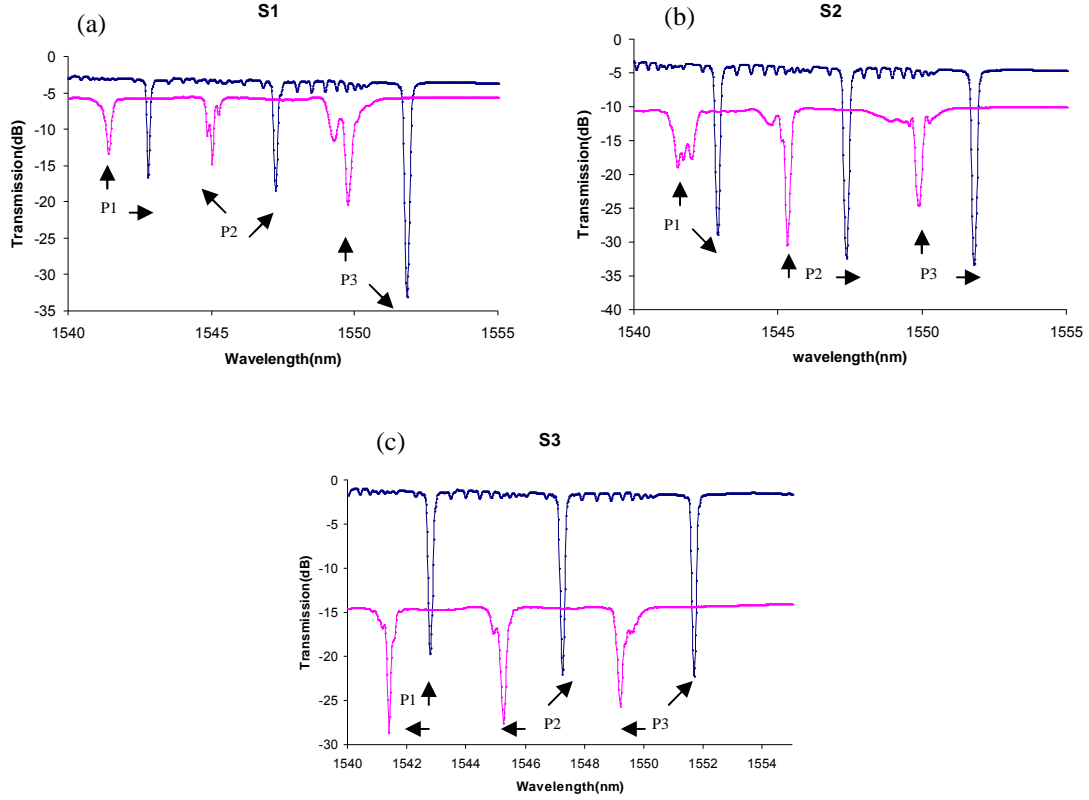 (a)
S1
0
-5
-10
-15
-20
-25
-30
-35
Transmission(dB)
P1
P2
P3
1540
1545
1550
1555
Wavelength(nm)
(b)
S2
0
-5
-10
-15
-20
-25
-30
-35
-40
Transmission(dB)
P1
P2
P3
1540
1545
1550
1555
wavelength(nm)
(c)
S3
0
-5
-10
-15
-20
-25
-30
Transmission(dB)
P1
P2
P3
1540
1542
1544
1546
1548
1550
1552
1554
Wavelength(nm)